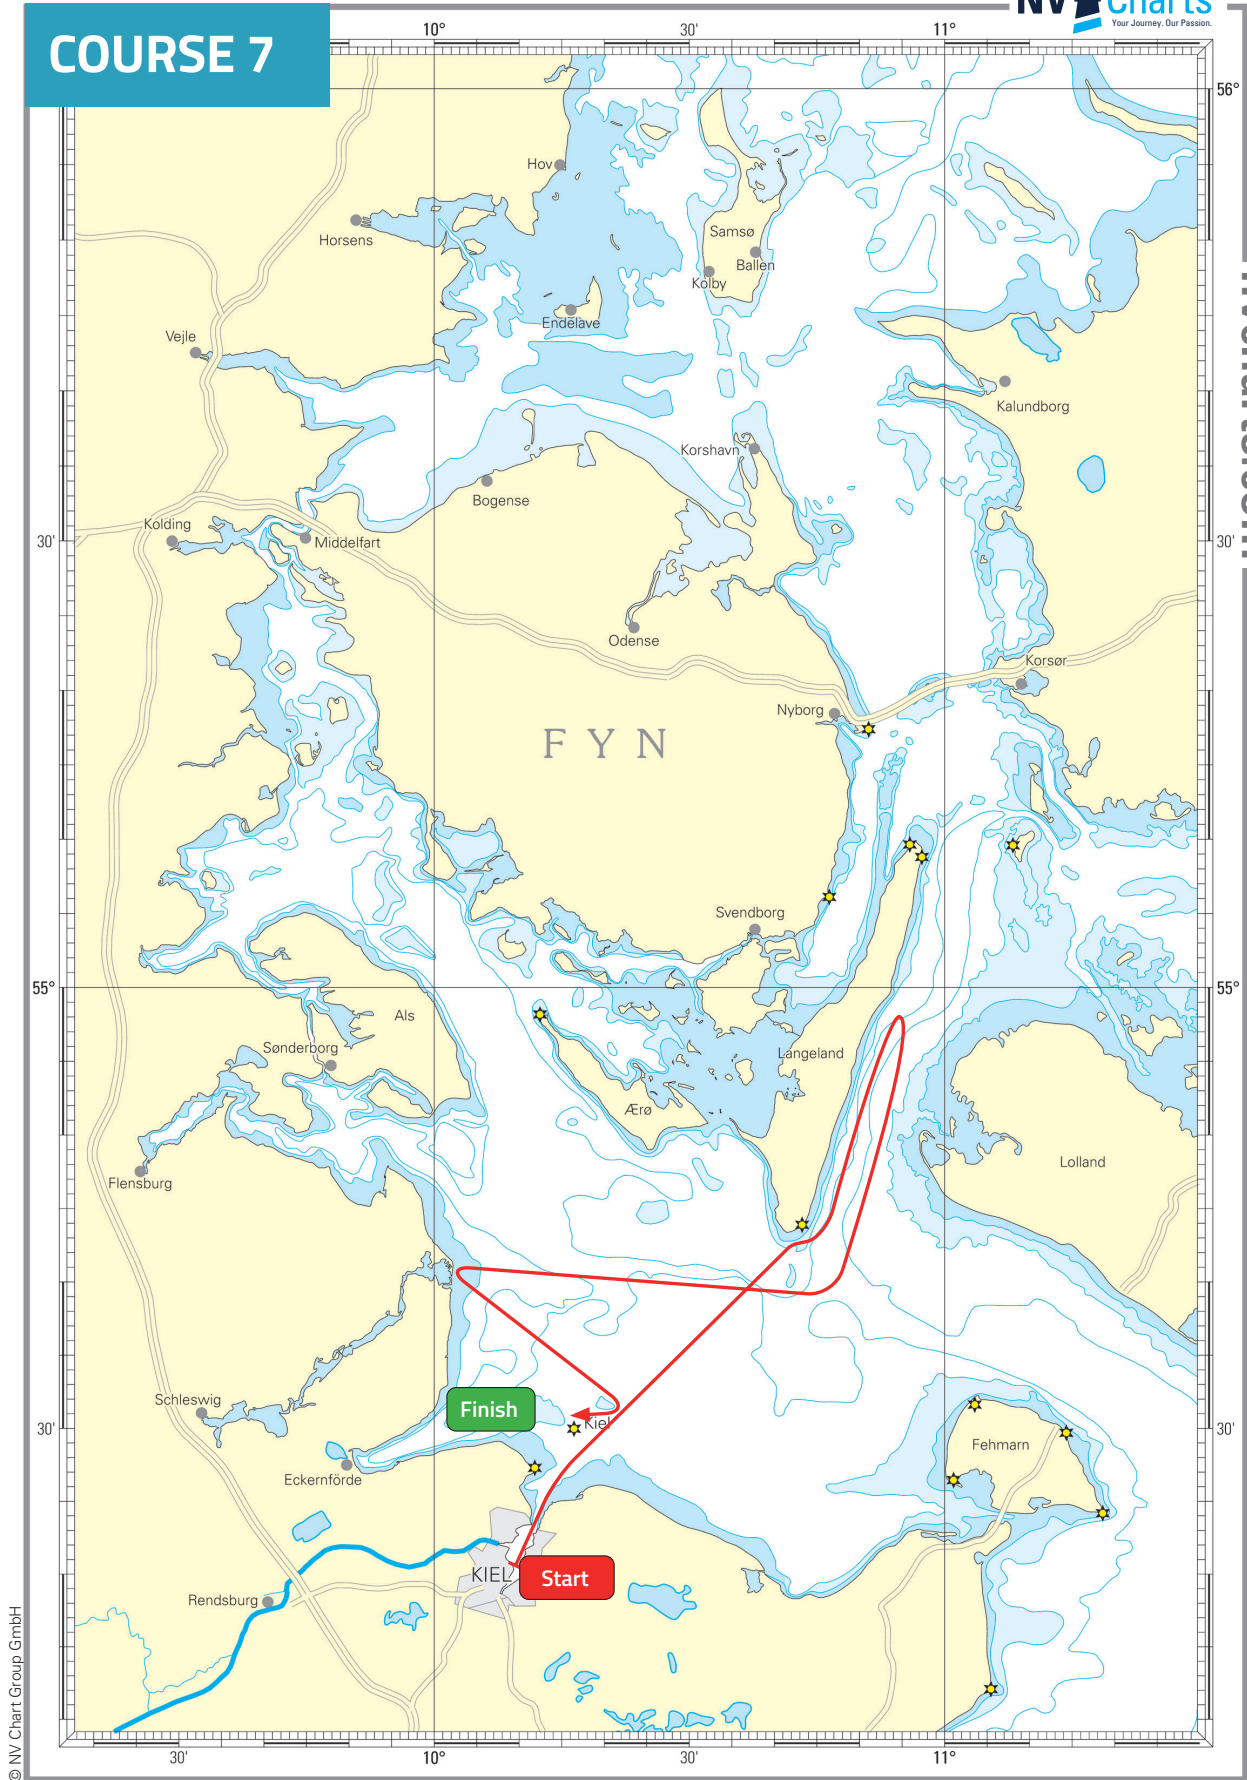 NV Charts
Your Journey. Our Passion.
COURSE 7
10°
30'
11°
56°
Hov
Horsens
Samsø
Ballen
Kolby
Endelave
Vejle
Kalundborg
Korshavn
Bogense
Kolding
Middelfart
30'
30'
Odense
Korsør
Nyborg
FYN
Svendborg
55°
55°
Als
Sønderborg
Langeland
Ærø
Lolland
Flensburg
Schleswig
Finish
Kiel
30'
30'
Fehmarn
Eckernförde
KIEL
Start
Rendsburg
30'
10°
30'
11°
© NV Chart Group GmbH